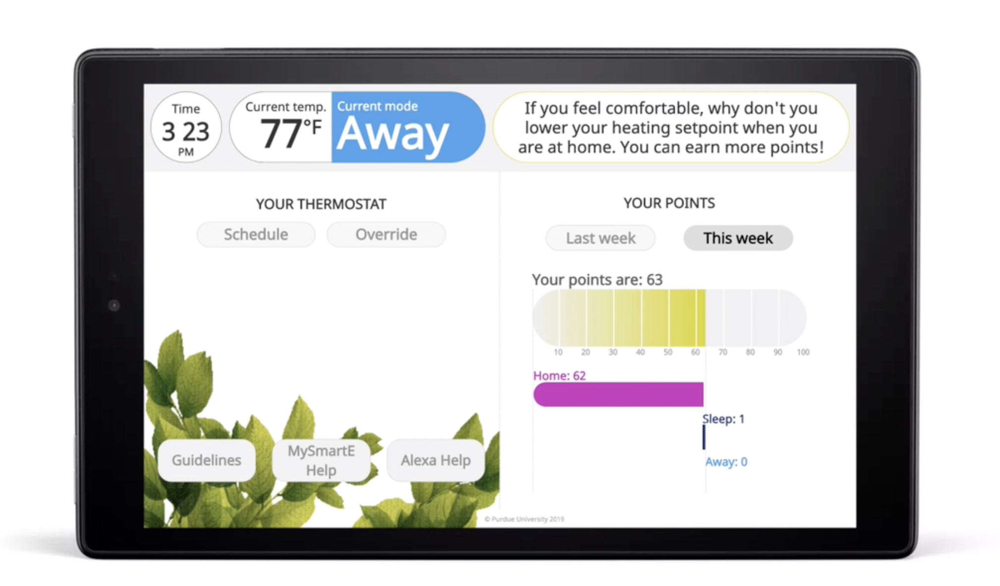 Time
3 23
PM
Current temp.
77°F
Current mode
Away
If you feel comfortable, why don't you
lower your heating setpoint when you
are at home. You can earn more points!
YOUR THERMOSTAT
Schedule
Override
Guidelines
MySmartE
Help
Alexa Help
YOUR POINTS
Last week
This week
Your points are: 63
10 20 30 40 50 60 70 80 90 100
Home: 62
Sleep: 1
Away: 0
© Purdue University 2019